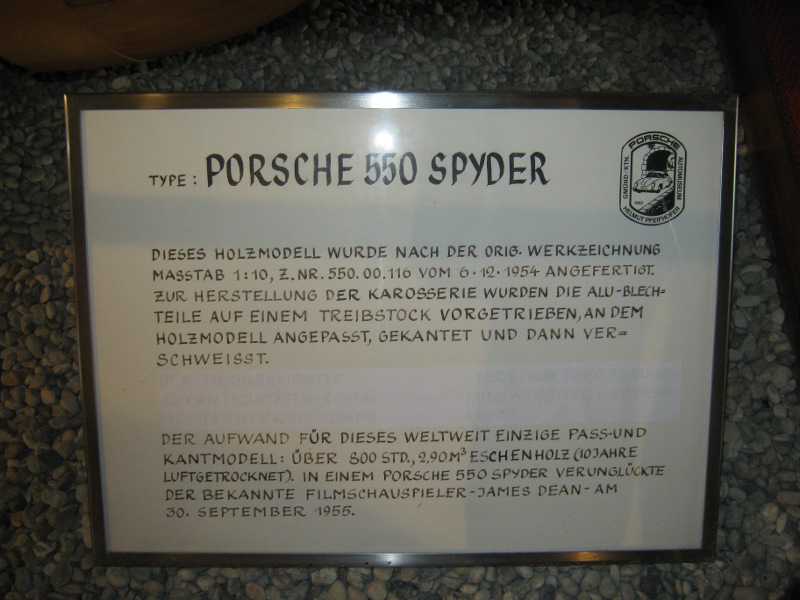 TYPE: PORSCHE 550 SPYDER
PORSCHE
GMÜND/KTN.
AUTOMUSEUM
HELMUT PFEIFHOFER
DIESES HOLZMODELL WURDE NACH DER ORIG. WERKZEICHNUNG
MASSTAB 1:10, Z.NR. 550.00.116 VOM 6.12.1954 ANGEFERTIGT.
ZUR HERSTELLUNG DER KAROSSERIE WURDEN DIE ALU-BLECH=
TEILE AUF EINEM TREIBSTOCK VORGETRIEBEN, AN DEM
HOLZMODELL ANGEPASST, GEKANTET UND DANN VER=
SCHWEISST.
DER AUFWAND FÜR DIESES WELTWEIT EINZIGE PASS-UND
KANTMODELL: ÜBER 800 STD., 2,90M³ ESCHENHOLZ (10 JAHRE
LUFTGETROCKNET). IN EINEM PORSCHE 550 SPYDER VERUNGLÜCKTE
DER BEKANNTE FILMSCHAUSPIELER-JAMES DEAN-AM
30. SEPTEMBER 1955.